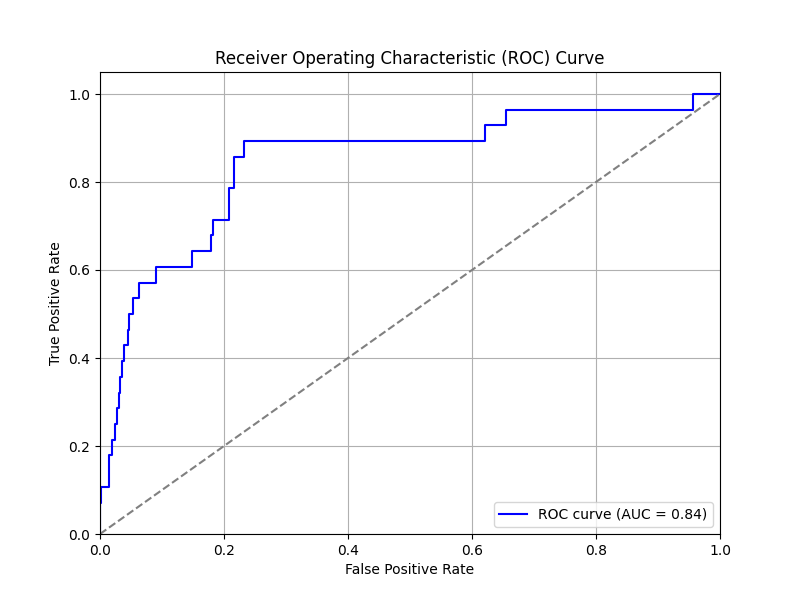 Receiver Operating Characteristic (ROC) Curve
1.0
0.8
0.6
0.4
0.2
0.0
True Positive Rate
ROC curve (AUC = 0.84)
0.0 0.2 0.4 0.6 0.8 1.0
False Positive Rate